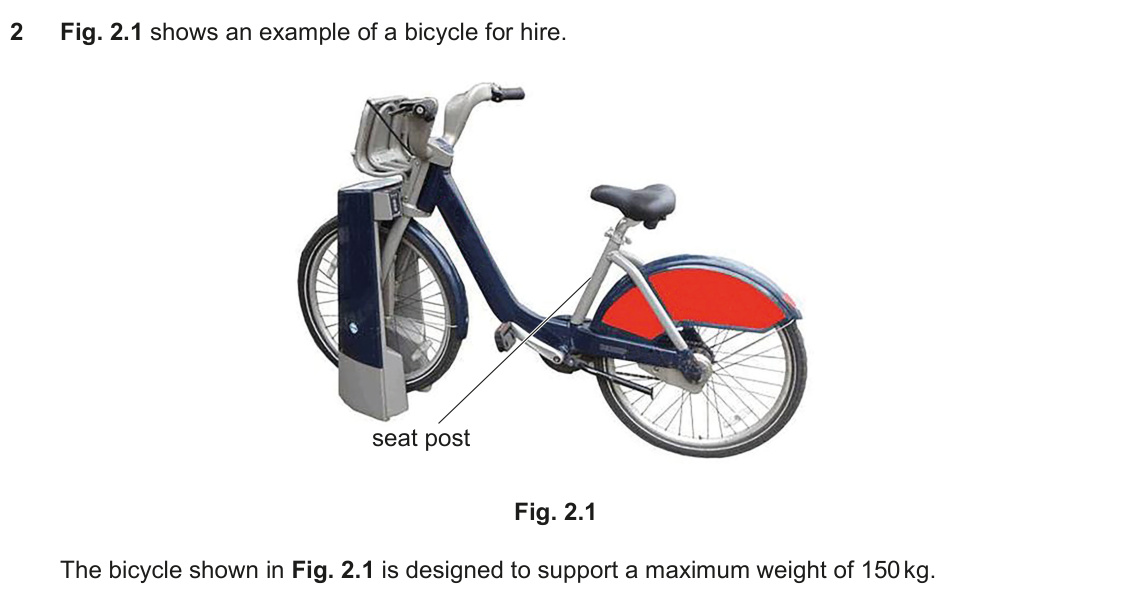 2 Fig. 2.1 shows an example of a bicycle for hire.
seat post
Fig. 2.1
The bicycle shown in Fig. 2.1 is designed to support a maximum weight of 150 kg.